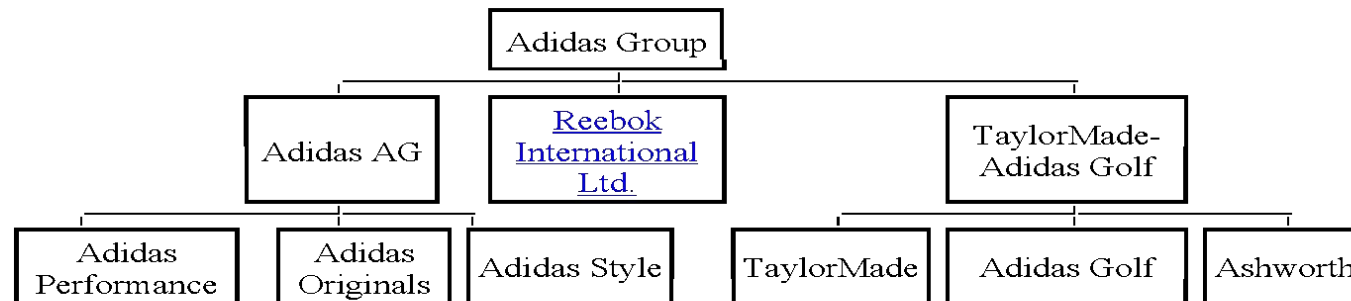 Adidas Group
Adidas AG
Reebok
International
Ltd.
TaylorMade-
Adidas Golf
Adidas
Performance
Adidas
Originals
Adidas Style
TaylorMade
Adidas Golf
Ashworth